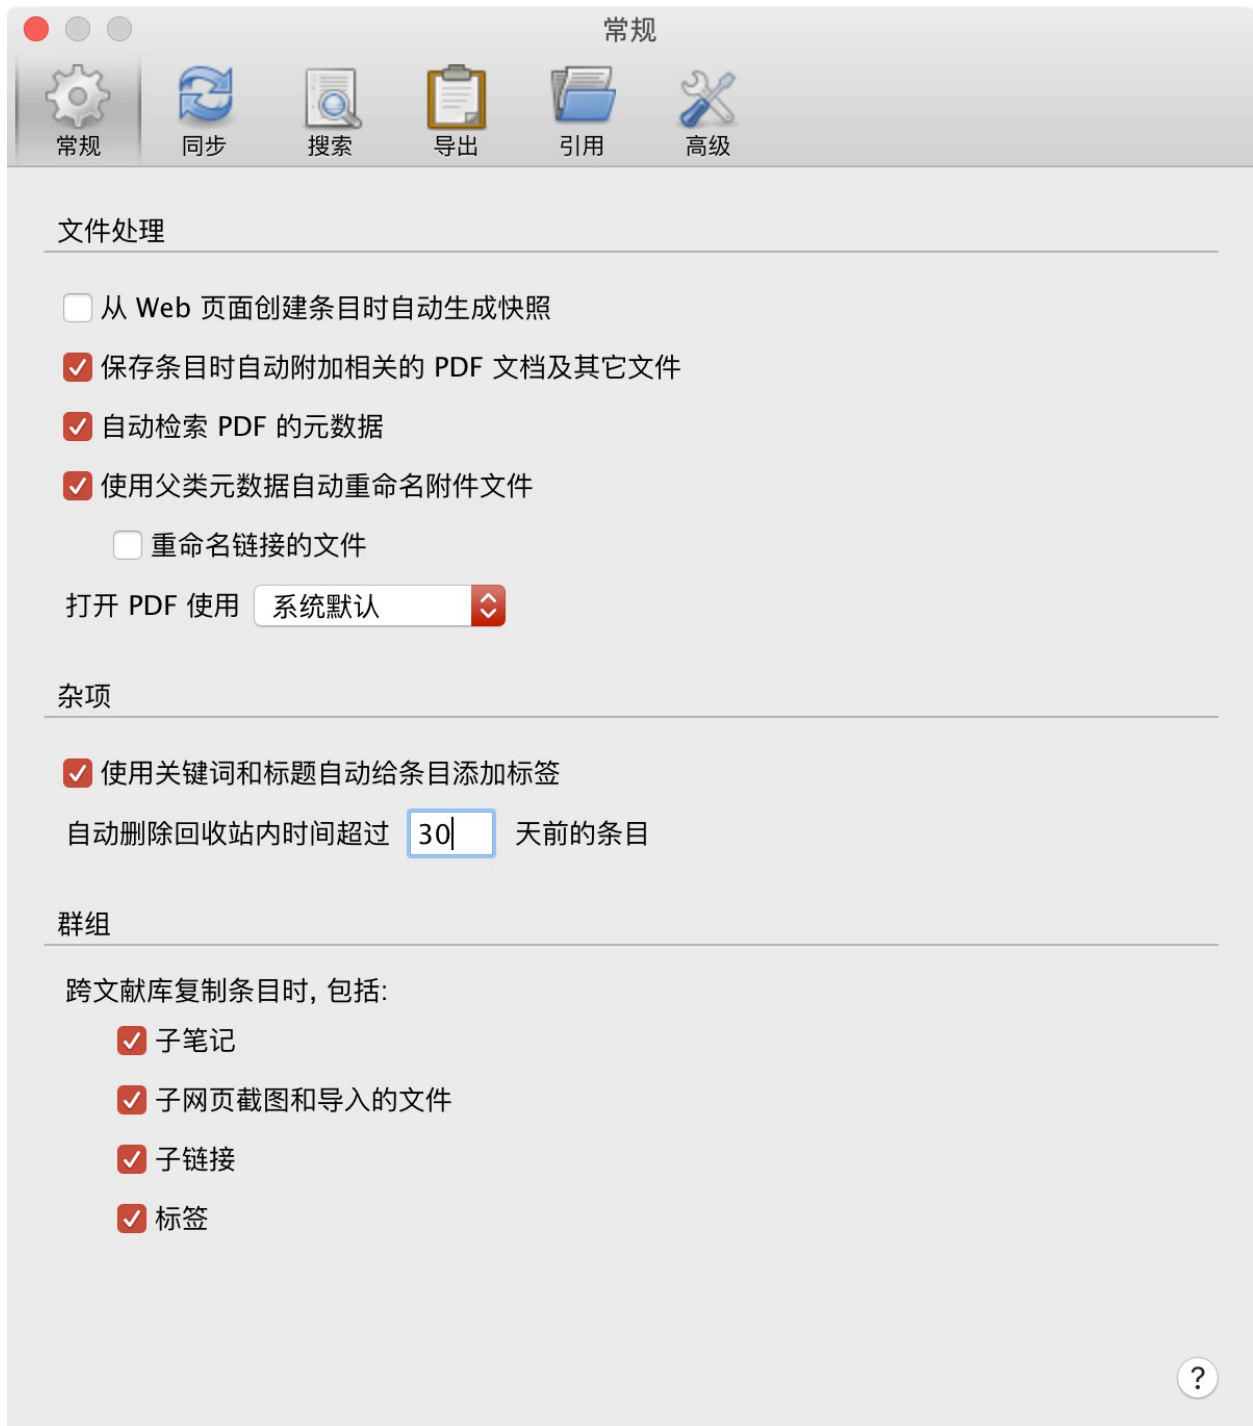 常规
常规 同步 搜索 导出 引用 高级
文件处理
从 Web 页面创建条目时自动生成快照
保存条目时自动附加相关的 PDF 文档及其它文件
自动检索 PDF 的元数据
使用父类元数据自动重命名附件文件
重命名链接的文件
打开 PDF 使用 系统默认
杂项
使用关键词和标题自动给条目添加标签
自动删除回收站内时间超过 30 天前的条目
群组
跨文献库复制条目时, 包括:
子笔记
子网页截图和导入的文件
子链接
标签
?